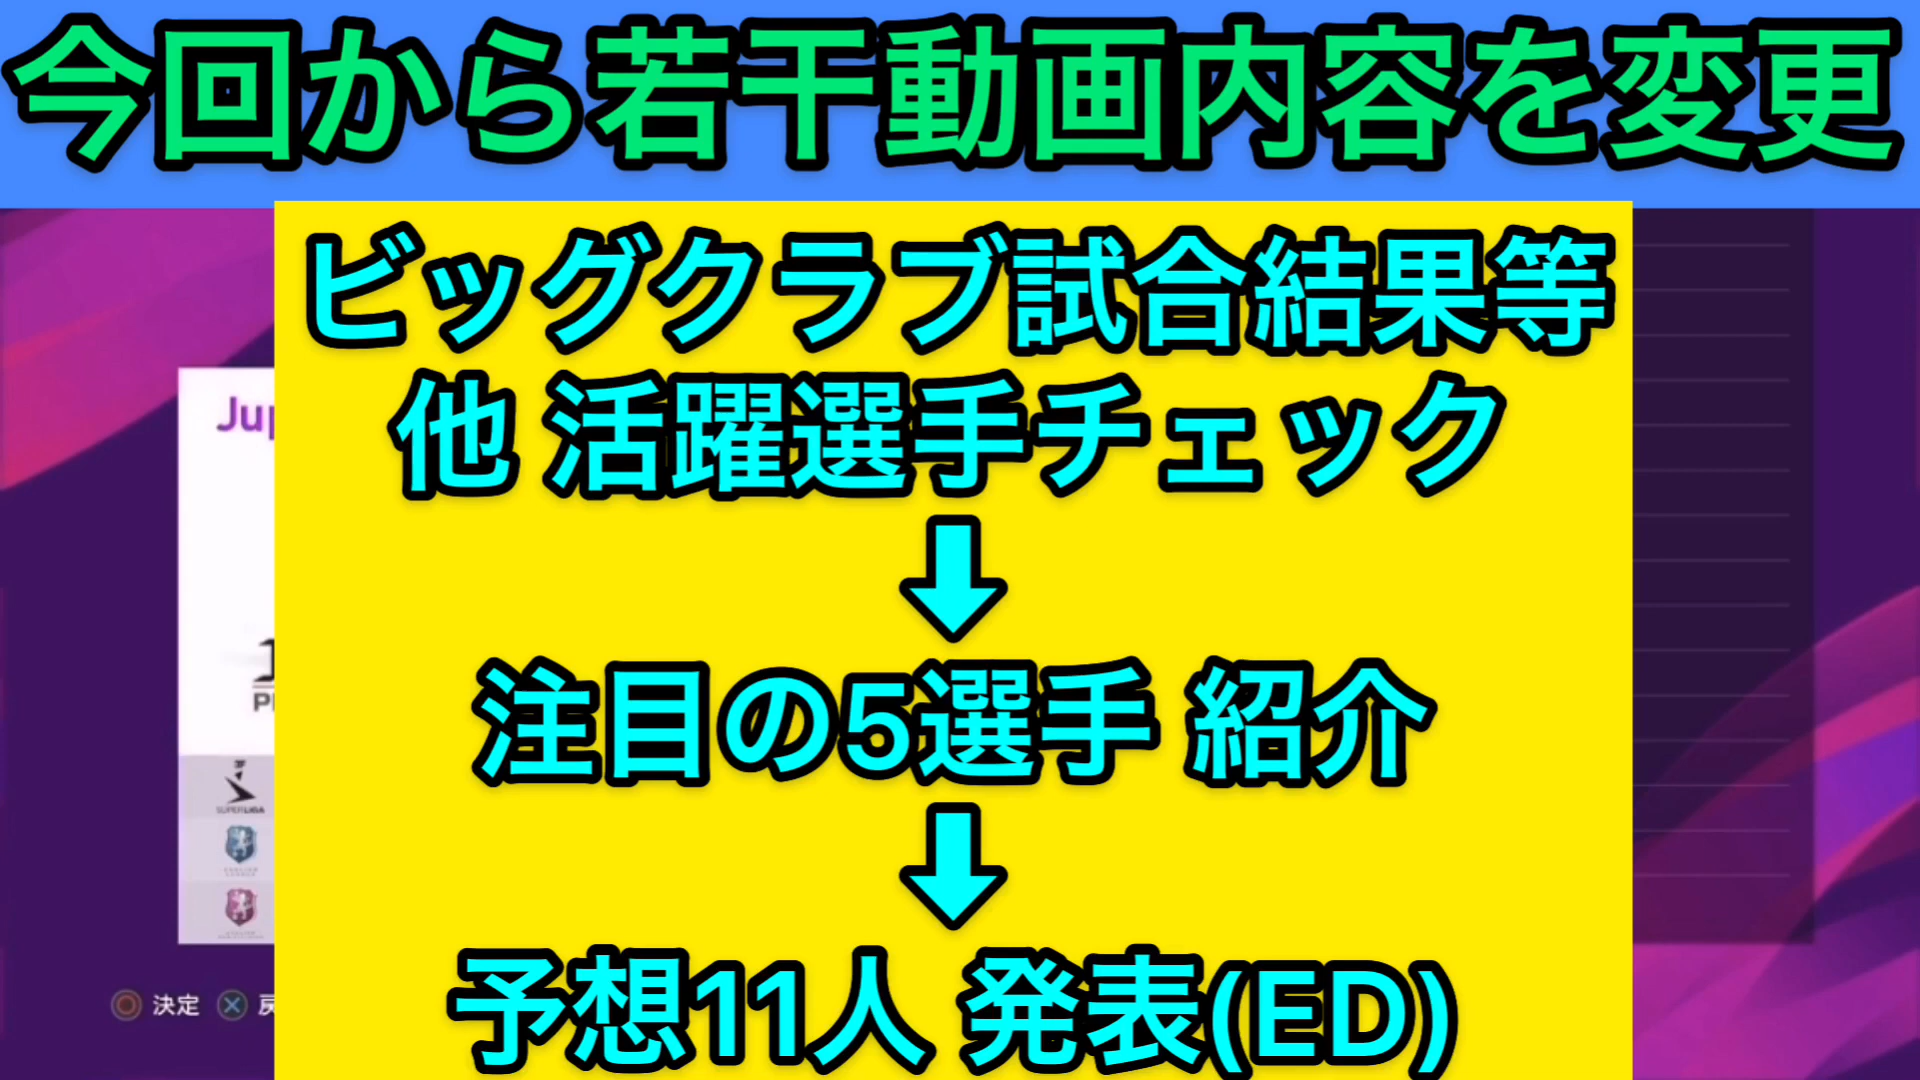 今回から若干動画内容を変更
ビッグクラブ試合結果等
他 活躍選手チェック
注目の5選手 紹介
予想11人 発表(ED)
Jup
SUPERLIGA
決定